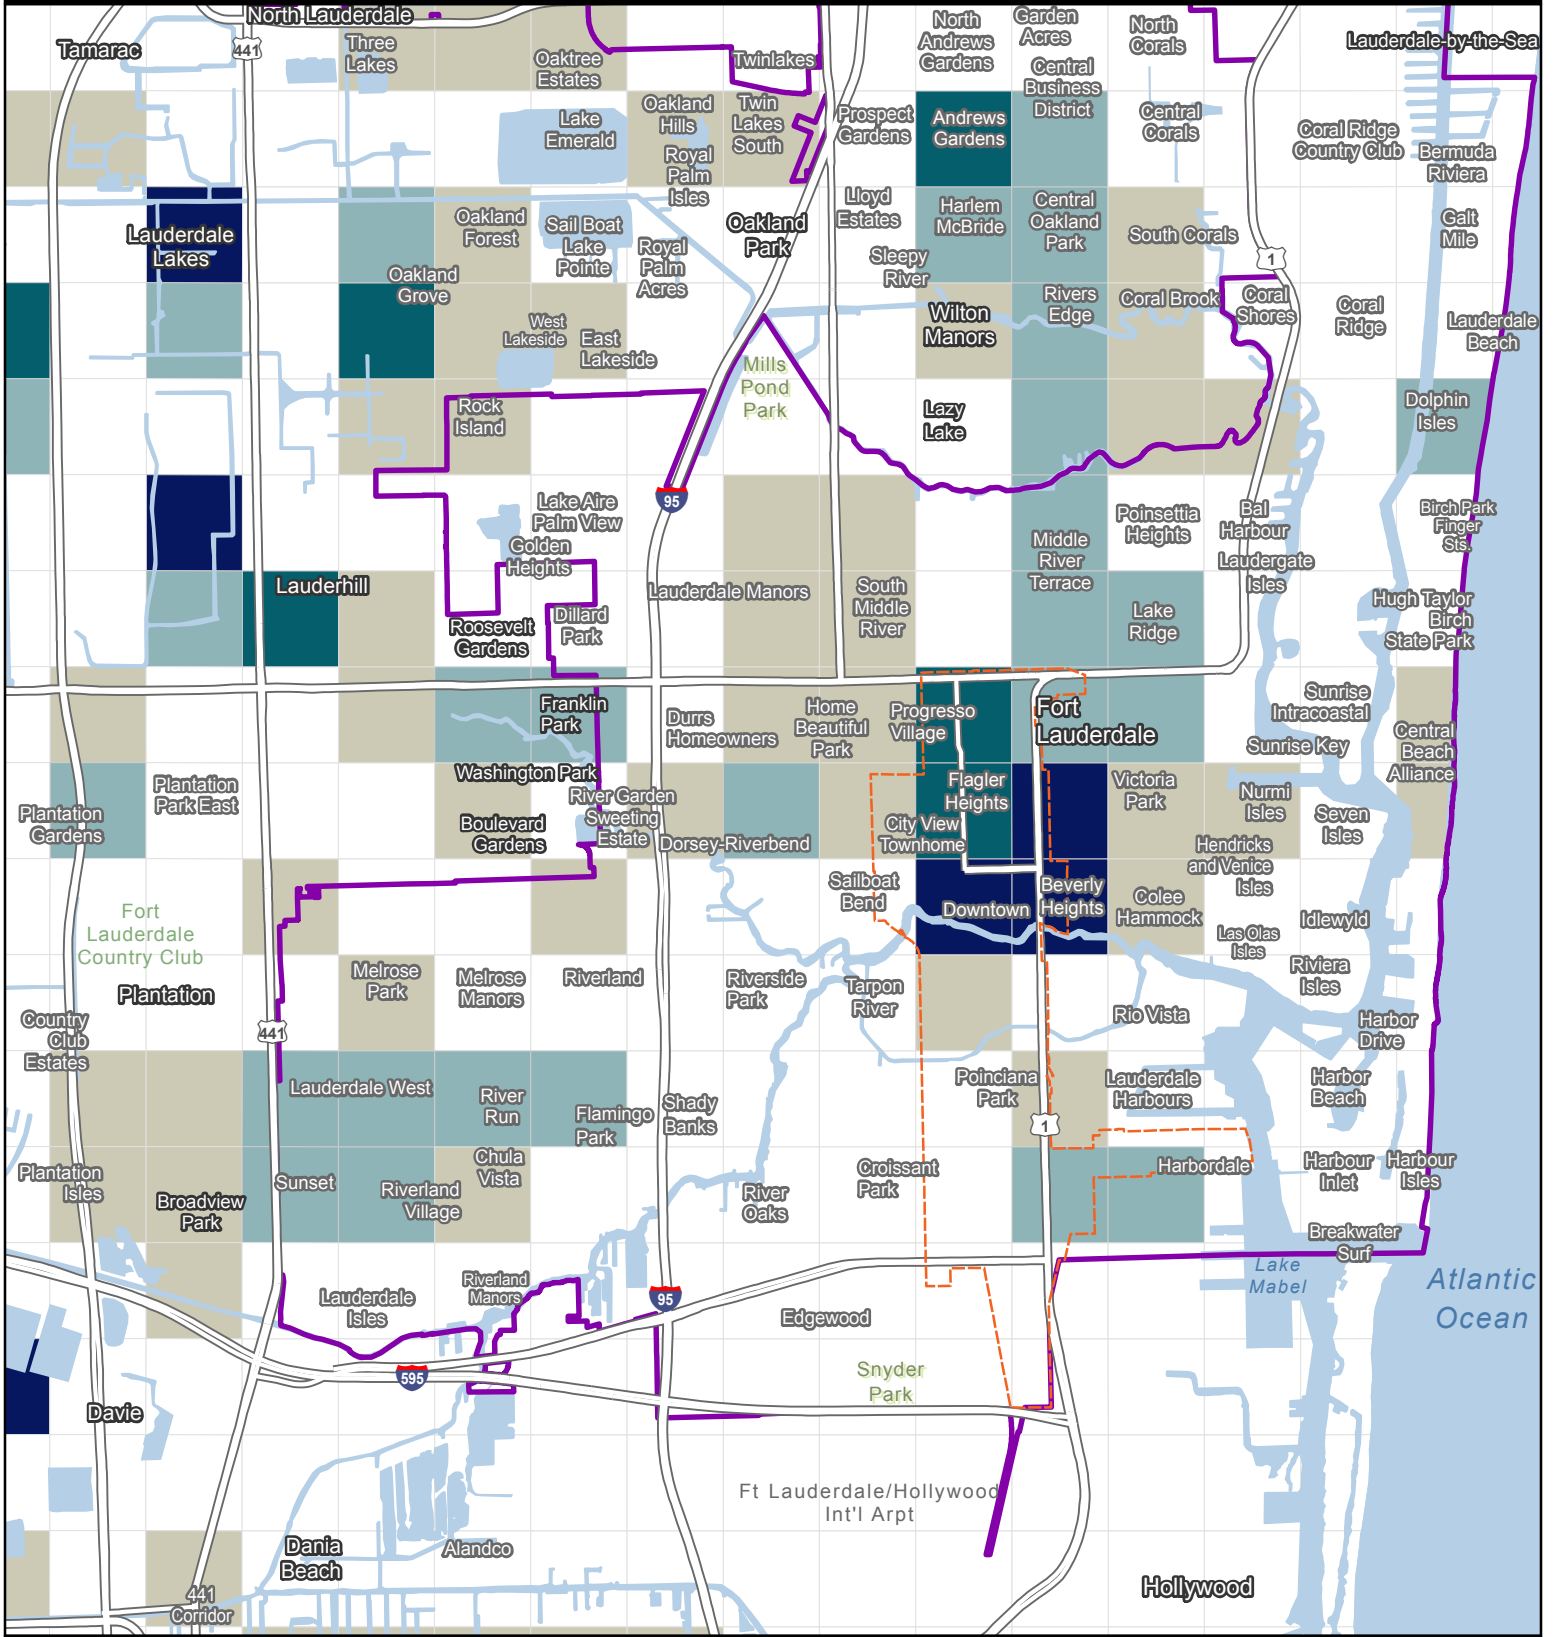 North Lauderdale
Tamarac
441
Three
Lakes
Oaktree
Estates
Twinlakes
North
Andrews
Gardens
Garden
Acres
North
Corals
Lauderdale-by-the-Sea
Central
Business
District
Lake
Emerald
Oakland
Hills
Twin
Lakes
South
Prospect
Gardens
Andrews
Gardens
Central
Corals
Coral Ridge
Country Club
Bermuda
Riviera
Royal
Palm
Isles
Lauderdale
Lakes
Oakland
Forest
Sail Boat
Lake
Pointe
Royal
Palm
Acres
Oakland
Park
Lloyd
Estates
Harlem
McBride
Central
Oakland
Park
South Corals
Galt
Mile
Sleepy
River
1
Oakland
Grove
West
Lakeside
East
Lakeside
Wilton
Manors
Rivers
Edge
Coral Brook
Coral
Shores
Coral
Ridge
Lauderdale
Beach
Mills
Pond
Park
Rock
Island
Lazy
Lake
Dolphin
Isles
95
Lake Aire
Palm View
Golden
Heights
Poinsettia
Heights
Bal
Harbour
Birch Park
Finger
Sts.
Middle
River
Terrace
Laudergate
Isles
Lauderhill
Lauderdale Manors
South
Middle
River
Lake
Ridge
Hugh Taylor
Birch
State Park
Roosevelt
Gardens
Dillard
Park
Franklin
Park
Durrs
Homeowners
Home
Beautiful
Park
Progresso
Village
Fort
Lauderdale
Sunrise
Intracoastal
Sunrise Key
Central
Beach
Alliance
Plantation
Park East
Washington Park
Plantation
Gardens
River Garden
Sweeting
Estate
Boulevard
Gardens
Dorsey-Riverbend
Flagler
Heights
City View
Townhome
Victoria
Park
Nurmi
Isles
Seven
Isles
Hendricks
and Venice
Isles
Sailboat
Bend
Downtown
Beverly
Heights
Colee
Hammock
Idlewyld
Las Olas
Isles
Fort
Lauderdale
Country Club
Plantation
Melrose
Park
Melrose
Manors
Riverland
Riverside
Park
Tarpon
River
Riviera
Isles
Rio Vista
Harbor
Drive
Country
Club
Estates
441
Lauderdale West
River
Run
Flamingo
Park
Shady
Banks
Poinciana
Park
Lauderdale
Harbours
Harbor
Beach
1
Plantation
Isles
Broadview
Park
Sunset
Riverland
Village
Chula
Vista
River
Oaks
Croissant
Park
Harbordale
Harbour
Inlet
Harbour
Isles
Breakwater
Surf
Lake
Mabel
Atlantic
Ocean
Lauderdale
Isles
Riverland
Manors
95
Edgewood
595
Snyder
Park
Davie
Ft Lauderdale/Hollywood
Int'l Arpt
Dania
Beach
Alandco
Hollywood
441
Corridor